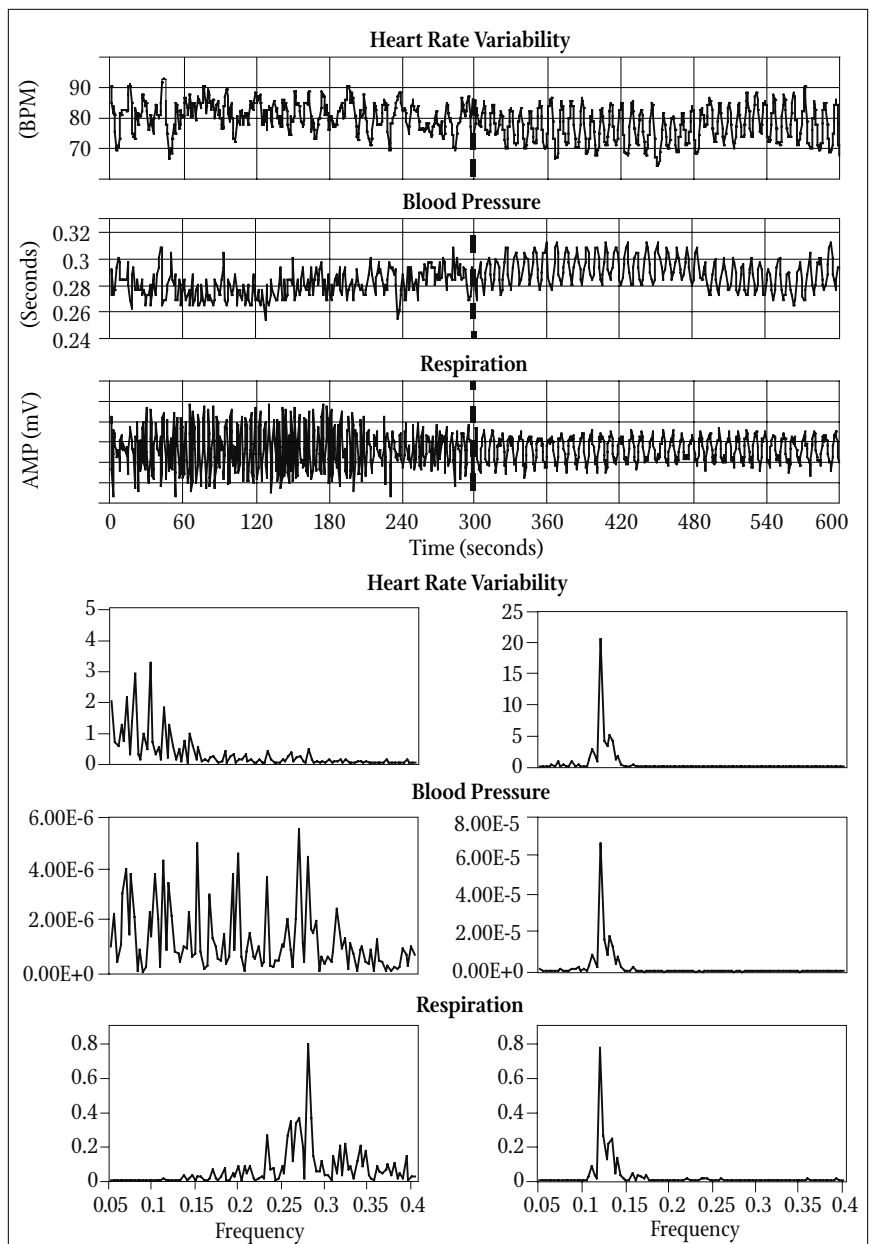 Heart Rate Variability
(BPM)
90
80
70
Blood Pressure
(Seconds)
0.32
0.3
0.28
0.26
0.24
Respiration
AMP (mV)
0 60 120 180 240 300 360 420 480 540 600
Time (seconds)
Heart Rate Variability
5
4
3
2
1
0
25
20
15
10
5
0
Blood Pressure
6.00E-6
4.00E-6
2.00E-6
0.00E+0
8.00E-5
6.00E-5
4.00E-5
2.00E-5
0.00E+0
Respiration
0.8
0.6
0.4
0.2
0
0.05 0.1 0.15 0.2 0.25 0.3 0.35 0.4
Frequency
0.8
0.6
0.4
0.2
0
0.05 0.1 0.15 0.2 0.25 0.3 0.35 0.4
Frequency